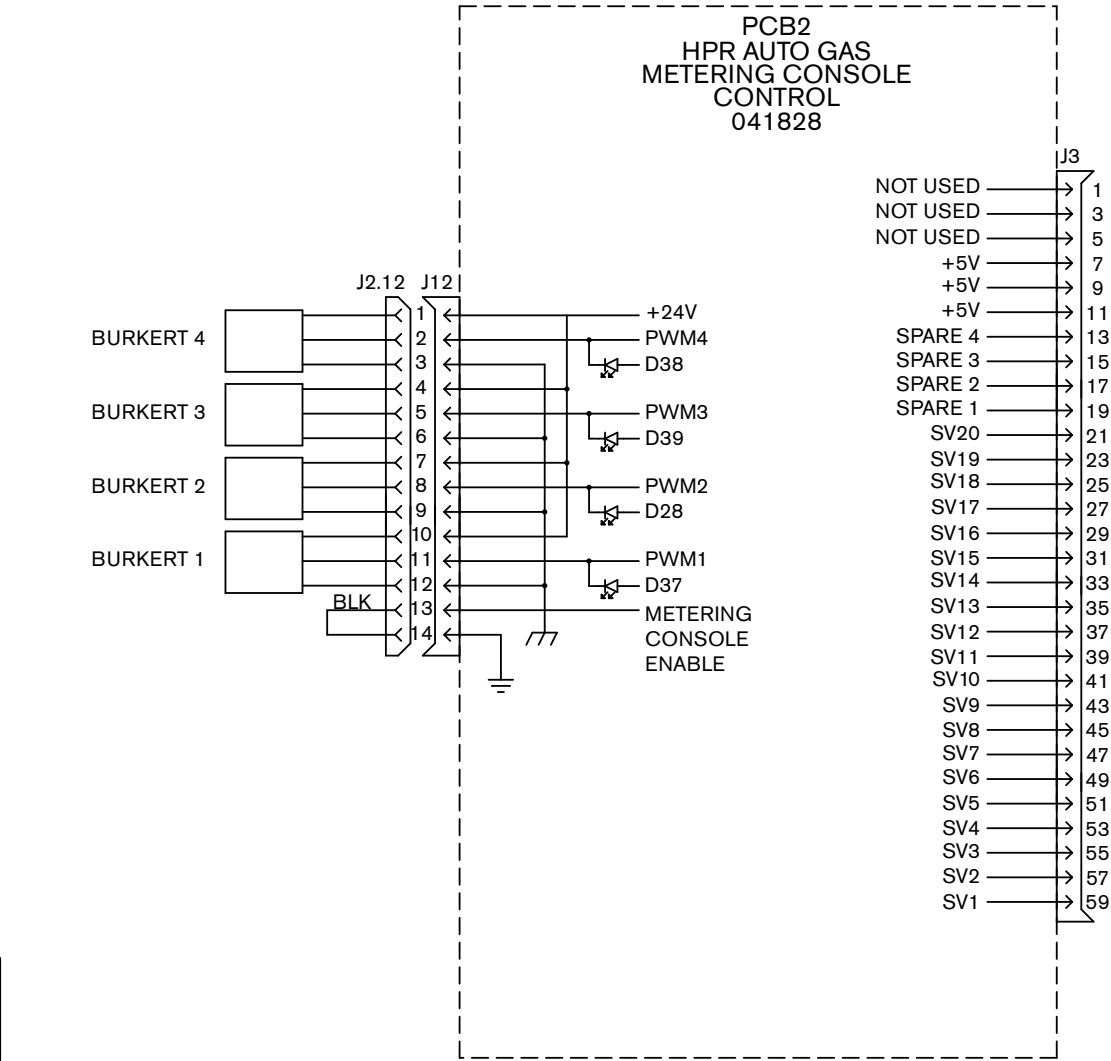 PCB2
HPR AUTO GAS
METERING CONSOLE
CONTROL
041828
J3
NOT USED 1
NOT USED 3
NOT USED 5
+5V 7
+5V 9
+5V 11
SPARE 4 13
SPARE 3 15
SPARE 2 17
SPARE 1 19
SV20 21
SV19 23
SV18 25
SV17 27
SV16 29
SV15 31
SV14 33
SV13 35
SV12 37
SV11 39
SV10 41
SV9 43
SV8 45
SV7 47
SV6 49
SV5 51
SV4 53
SV3 55
SV2 57
SV1 59
J2.12 J12
1 +24V
BURKERT 4 2 PWM4
3 D38
4
BURKERT 3 5 PWM3
6 D39
7
BURKERT 2 8 PWM2
9 D28
10
BURKERT 1 11 PWM1
12 D37
BLK 13 METERING
14 CONSOLE
ENABLE